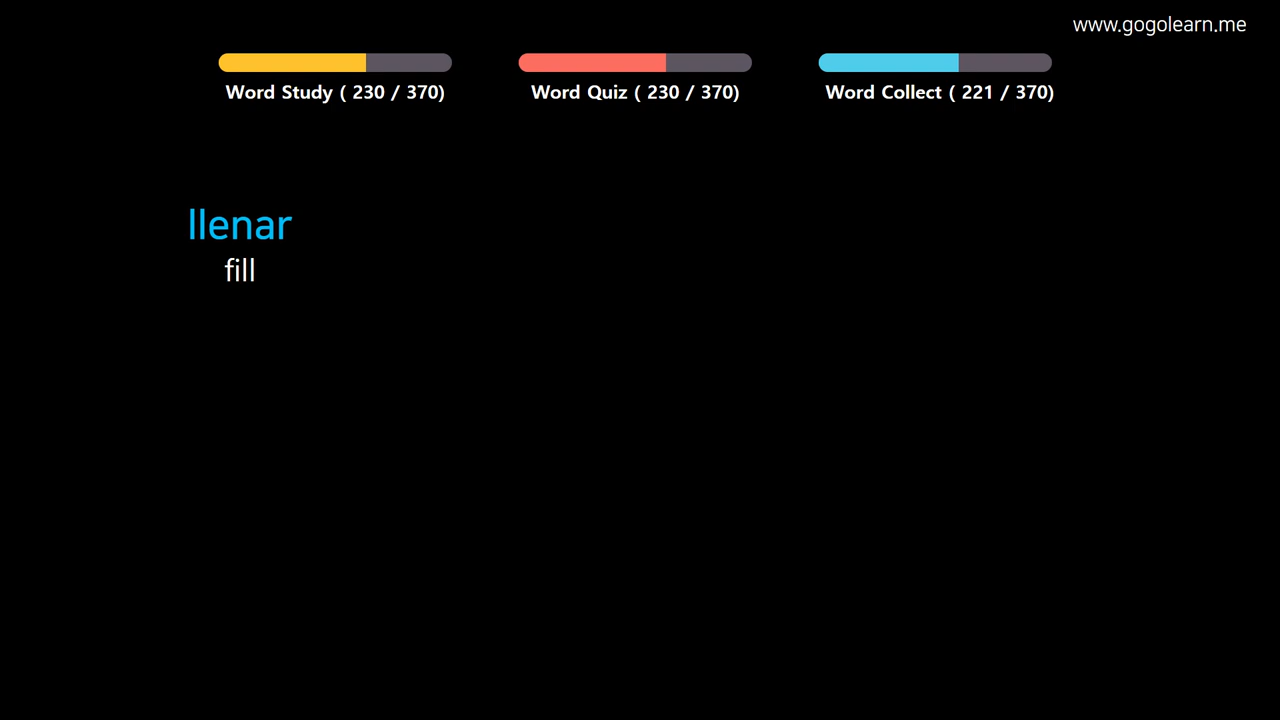 www.gogolearn.me
Word Study ( 230 / 370)
Word Quiz ( 230 / 370)
Word Collect ( 221 / 370)
llenar
fill